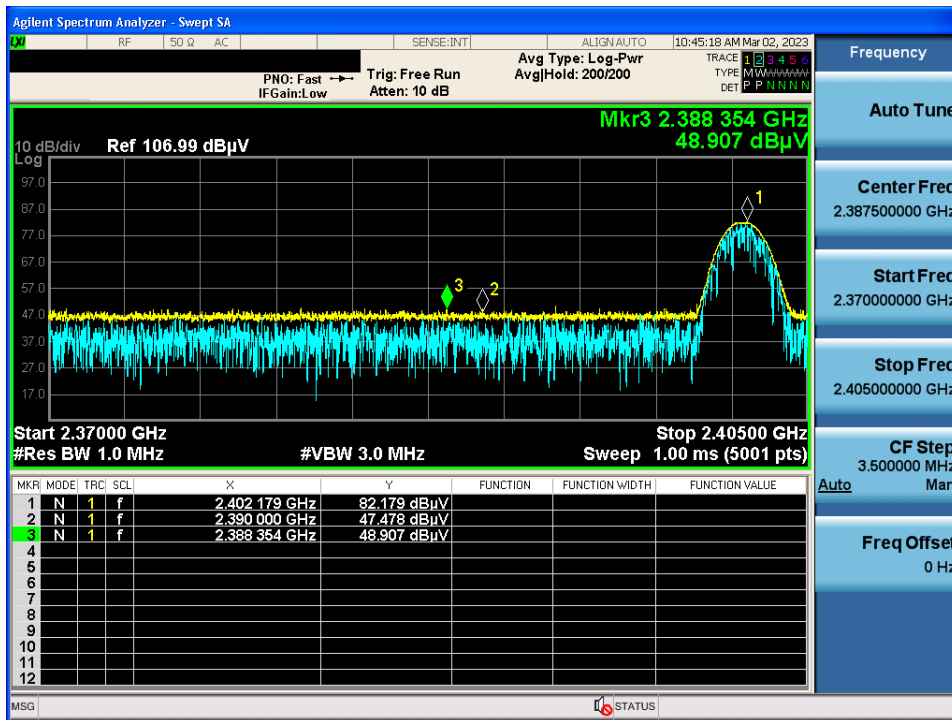 Agilent Spectrum Analyzer - Swept SA
LXI RF 50 Ω AC SENSE:INT ALIGN AUTO 10:45:18 AM Mar 02, 2023
Frequency
PNO: Fast Trig: Free Run Avg Type: Log-Pwr TRACE 1 2 3 4 5 6
IFGain:Low Atten: 10 dB Avg|Hold: 200/200 TYPE M
DET P P N N N N
Mkr3 2.388 354 GHz
48.907 dBµV
10 dB/div Ref 106.99 dBµV
Log
97.0
87.0
77.0
67.0
57.0
47.0
37.0
27.0
17.0
1
3
2
Start 2.37000 GHz Stop 2.40500 GHz
#Res BW 1.0 MHz #VBW 3.0 MHz Sweep 1.00 ms (5001 pts)
MKR MODE TRC SCL X Y FUNCTION FUNCTION WIDTH FUNCTION VALUE
1 N 1 f 2.402 179 GHz 82.179 dBµV
2 N 1 f 2.390 000 GHz 47.478 dBµV
3 N 1 f 2.388 354 GHz 48.907 dBµV
4
5
6
7
8
9
10
11
12
MSG STATUS
Auto Tune
Center Freq
2.387500000 GHz
Start Freq
2.370000000 GHz
Stop Freq
2.405000000 GHz
CF Step
3.500000 MHz
Auto Man
Freq Offset
0 Hz